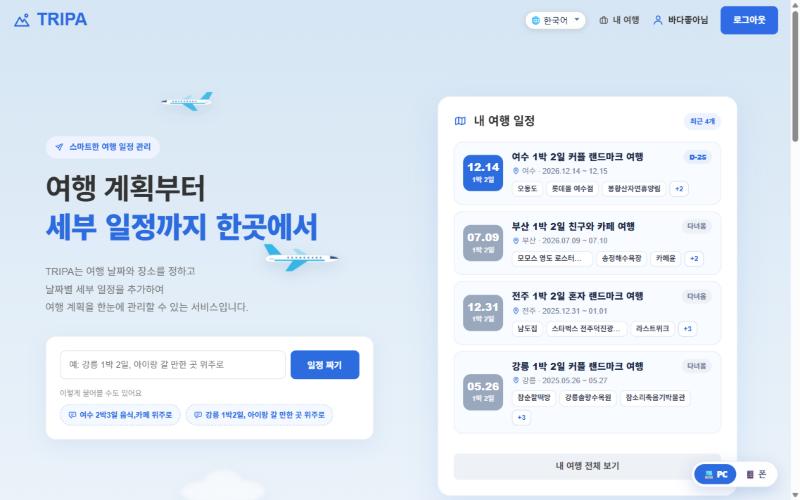 TRIPA
한국어
내 여행
바다좋아님
로그아웃
스마트한 여행 일정 관리
여행 계획부터
세부 일정까지 한곳에서
TRIPA는 여행 날짜와 장소를 정하고
날짜별 세부 일정을 추가하여
여행 계획을 한눈에 관리할 수 있는 서비스입니다.
예: 강릉 1박 2일, 아이랑 갈 만한 곳 위주로
일정 짜기
이렇게 물어볼 수도 있어요
여수 2박3일 음식,카페 위주로
강릉 1박2일, 아이랑 갈 만한 곳 위주로
내 여행 일정
최근 4개
12.14
1박 2일
여수 1박 2일 커플 랜드마크 여행
D-25
여수 · 2026.12.14 ~ 12.15
오동도
롯데몰 여수점
봉황산자연휴양림
+2
07.09
1박 2일
부산 1박 2일 친구와 카페 여행
다녀옴
부산 · 2026.07.09 ~ 07.10
모모스 영도 로스터...
송정해수욕장
카페윤
+2
12.31
1박 2일
전주 1박 2일 혼자 랜드마크 여행
다녀옴
전주 · 2025.12.31 ~ 01.01
남도집
스타벅스 전주덕진광...
라스트위크
+3
05.26
1박 2일
강릉 1박 2일 커플 랜드마크 여행
다녀옴
강릉 · 2025.05.26 ~ 05.27
참순찰떡방
강릉솔향수목원
참소리축음기박물관
+3
내 여행 전체 보기
PC
폰